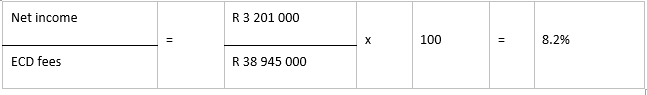 Net income
R 3 201 000
= x 100 = 8.2%
ECD fees
R 38 945 000